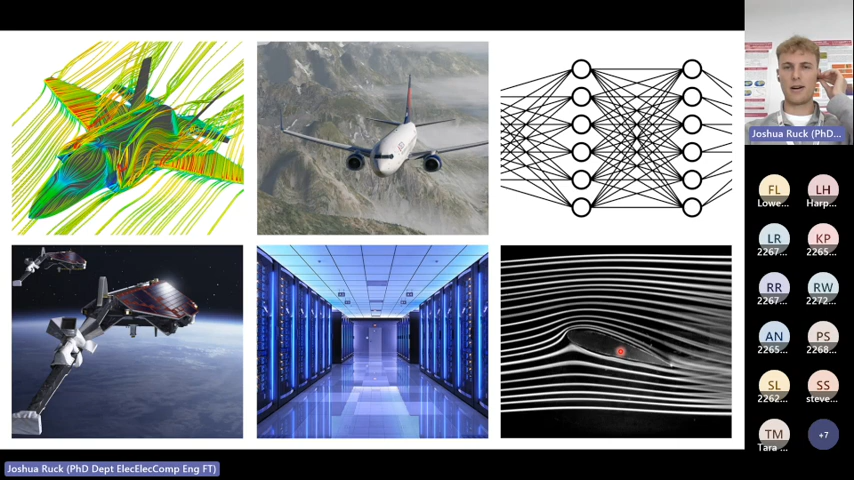 Joshua Ruck (PhD...
FL
LH
Lowe...
Harp...
LR
KP
2267...
2265...
RR
RW
2267...
2272...
AN
PS
2265...
2268...
SL
SS
2262...
steve...
TM
+7
Tara ...
Joshua Ruck (PhD Dept ElecElecComp Eng FT)